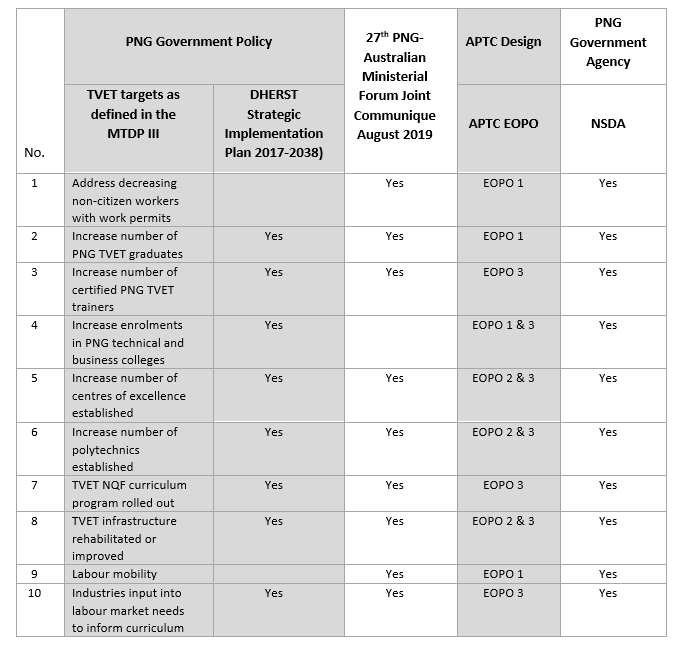 No.
PNG Government Policy
27th PNG-
Australian
Ministerial
Forum Joint
Communique
August 2019
APTC Design
PNG
Government
Agency
TVET targets as
defined in the
MTDP III
DHERST
Strategic
Implementation
Plan 2017-2038)
APTC EOPO
NSDA
1
Address decreasing
non-citizen workers
with work permits
Yes
EOPO 1
Yes
2
Increase number of
PNG TVET graduates
Yes
Yes
EOPO 1
Yes
3
Increase number of
certified PNG TVET
trainers
Yes
Yes
EOPO 3
Yes
4
Increase enrolments
in PNG technical and
business colleges
Yes
EOPO 1 & 3
Yes
5
Increase number of
centres of excellence
established
Yes
Yes
EOPO 2 & 3
Yes
6
Increase number of
polytechnics
established
Yes
Yes
EOPO 2 & 3
Yes
7
TVET NQF curriculum
program rolled out
Yes
Yes
EOPO 3
Yes
8
TVET infrastructure
rehabilitated or
improved
Yes
Yes
EOPO 2 & 3
Yes
9
Labour mobility
Yes
EOPO 1
Yes
10
Industries input into
labour market needs
to inform curriculum
Yes
Yes
EOPO 3
Yes